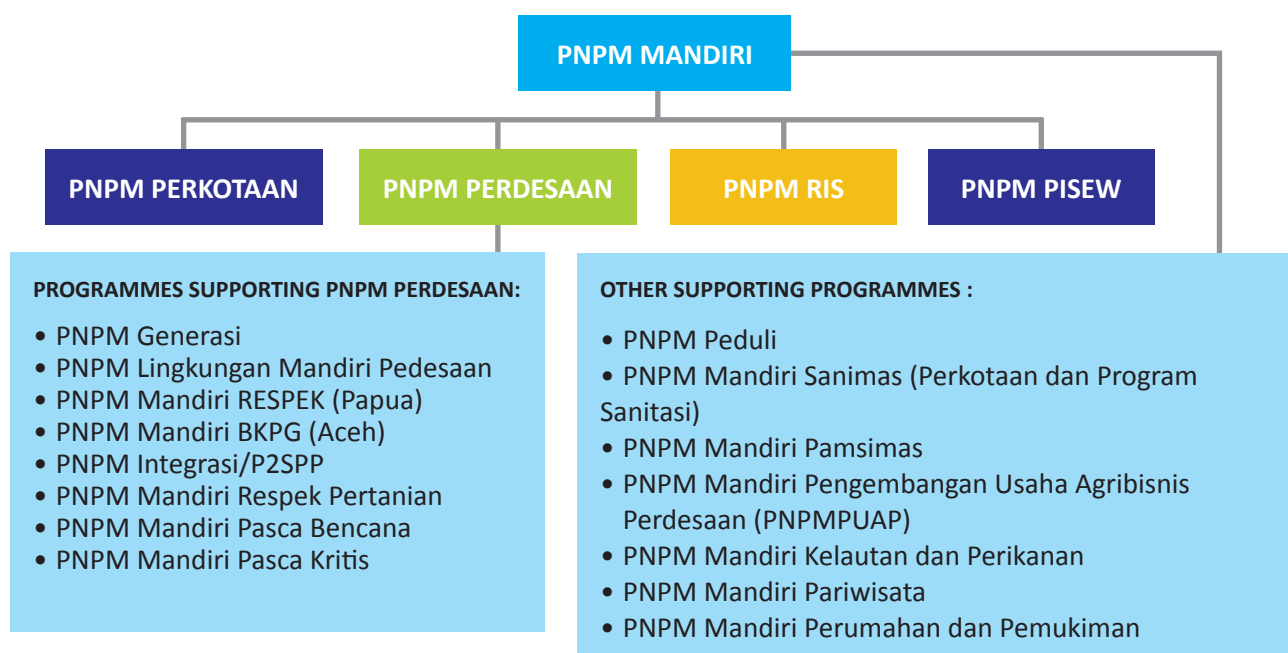 PNPM MANDIRI
PNPM PERKOTAAN
PNPM PERDESAAN
PNPM RIS
PNPM PISEW
PROGRAMMES SUPPORTING PNPM PERDESAAN:
• PNPM Generasi
• PNPM Lingkungan Mandiri Pedesaan
• PNPM Mandiri RESPEK (Papua)
• PNPM Mandiri BKPG (Aceh)
• PNPM Integrasi/P2SPP
• PNPM Mandiri Respek Pertanian
• PNPM Mandiri Pasca Bencana
• PNPM Mandiri Pasca Kritis
OTHER SUPPORTING PROGRAMMES :
• PNPM Peduli
• PNPM Mandiri Sanimas (Perkotaan dan Program
Sanitasi)
• PNPM Mandiri Pamsimas
• PNPM Mandiri Pengembangan Usaha Agribisnis
Perdesaan (PNPMPUAP)
• PNPM Mandiri Kelautan dan Perikanan
• PNPM Mandiri Pariwisata
• PNPM Mandiri Perumahan dan Pemukiman